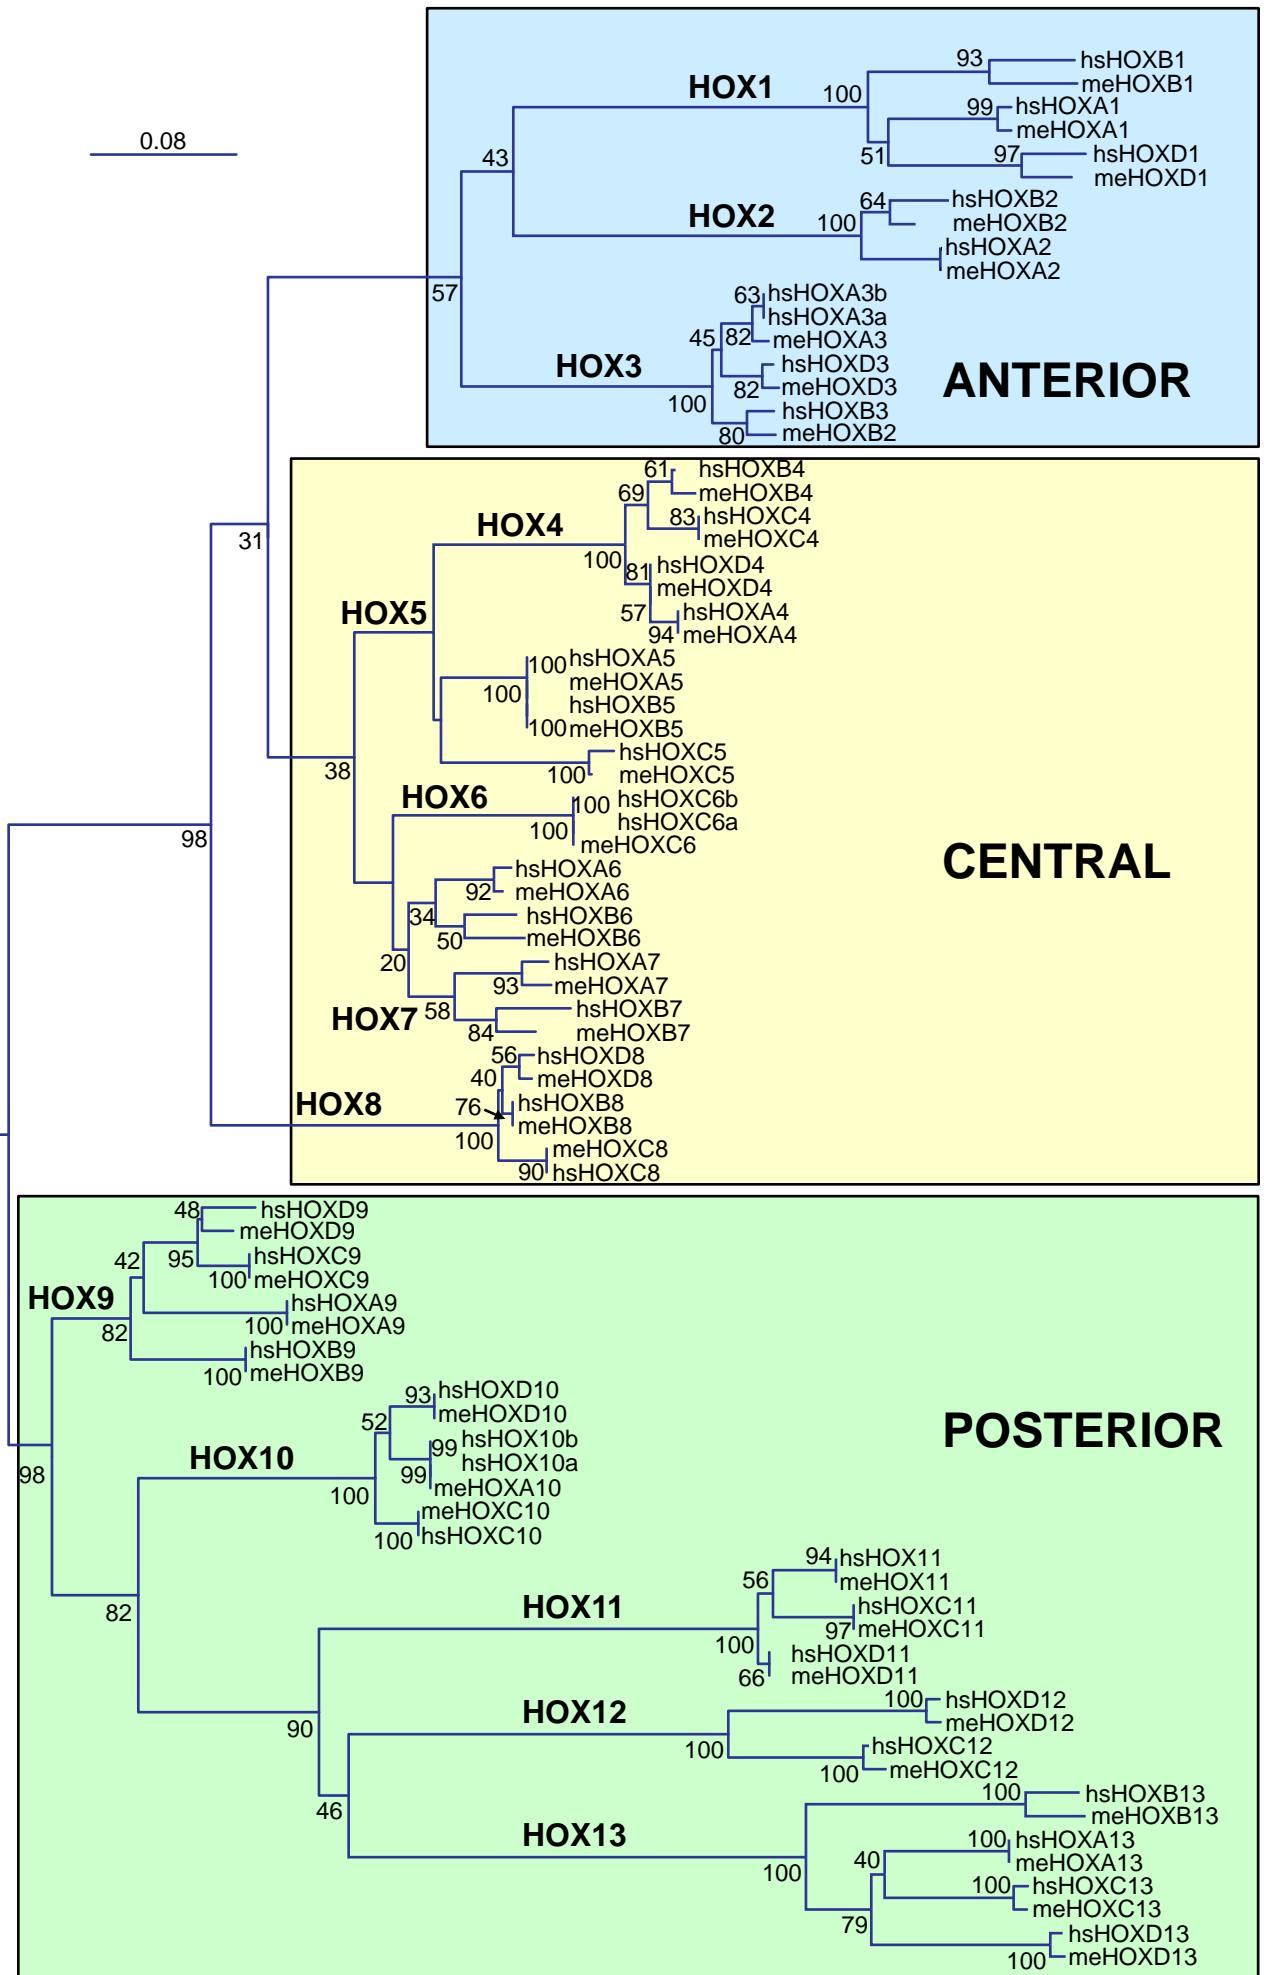 0.08
HOX1
100
93
hsHOXB1
meHOXB1
99
hsHOXA1
meHOXA1
51
97
hsHOXD1
meHOXD1
43
HOX2
100
64
hsHOXB2
meHOXB2
hsHOXA2
meHOXA2
57
63
hsHOXA3b
hsHOXA3a
45
82
meHOXA3
HOX3
hsHOXD3
82
meHOXD3
100
hsHOXB3
80
meHOXB2
ANTERIOR
61
hsHOXB4
69
meHOXB4
83
hsHOXC4
HOX4
meHOXC4
31
100
81
hsHOXD4
meHOXD4
HOX5
57
hsHOXA4
94
meHOXA4
100
hsHOXA5
100
meHOXA5
hsHOXB5
100
meHOXB5
hsHOXC5
38
100
meHOXC5
HOX6
100
hsHOXC6b
100
hsHOXC6a
98
meHOXC6
CENTRAL
hsHOXA6
92
meHOXA6
34
hsHOXB6
50
meHOXB6
20
hsHOXA7
93
meHOXA7
HOX7
58
hsHOXB7
84
meHOXB7
56
hsHOXD8
40
meHOXD8
HOX8
76
hsHOXB8
meHOXB8
100
meHOXC8
90
hsHOXC8
48
hsHOXD9
meHOXD9
42
95
hsHOXC9
100
meHOXC9
HOX9
hsHOXA9
82
100
meHOXA9
hsHOXB9
100
meHOXB9
93
hsHOXD10
52
meHOXD10
POSTERIOR
99
hsHOX10b
HOX10
99
hsHOX10a
98
meHOXA10
100
meHOXC10
100
hsHOXC10
94
hsHOX11
56
meHOX11
82
HOX11
hsHOXC11
97
meHOXC11
100
hsHOXD11
66
meHOXD11
100
hsHOXD12
90
HOX12
meHOXD12
100
hsHOXC12
100
meHOXC12
46
100
hsHOXB13
meHOXB13
HOX13
100
hsHOXA13
100
40
meHOXA13
100
hsHOXC13
meHOXC13
79
hsHOXD13
100
meHOXD13